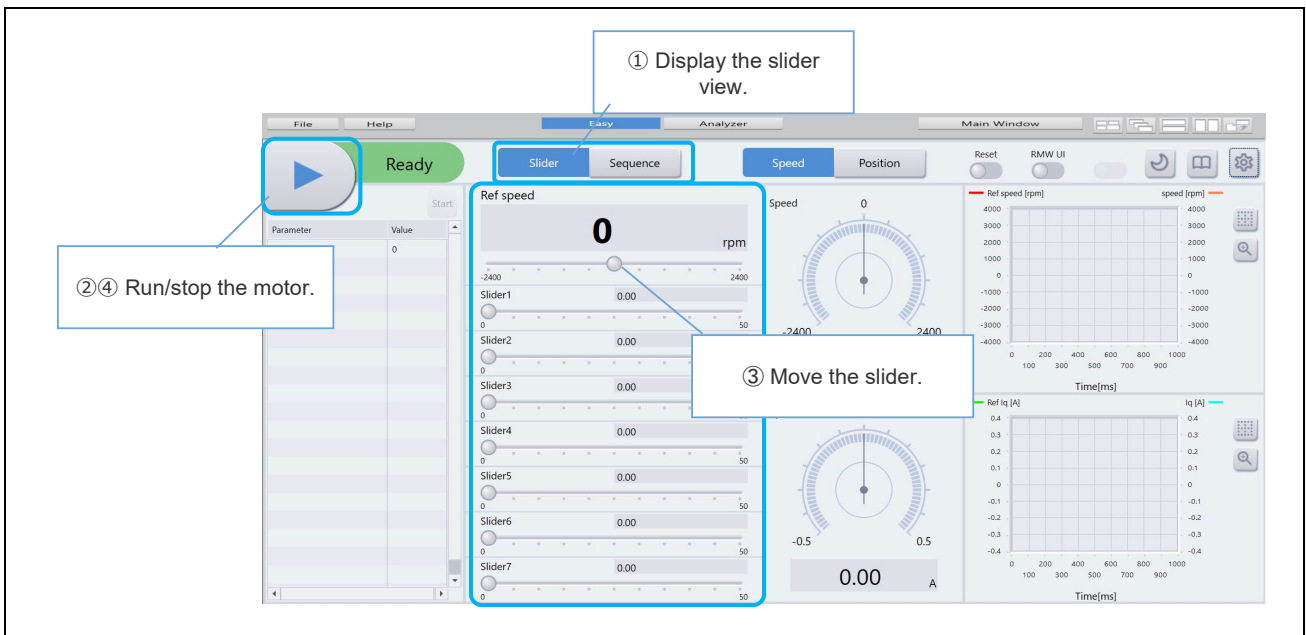 ① Display the slider
view.
File Help Easy Analyzer Main Window
Ready Slider Sequence Speed Position Reset RMW UI
Start
Parameter Value
0
②④ Run/stop the motor.
Ref speed
0 rpm
-2400 2400
Slider1 0.00
0 50
Slider2 0.00
0
Slider3 0.00
0
Slider4 0.00
0 50
Slider5 0.00
0 50
Slider6 0.00
0 50
Slider7 0.00
0 50
③ Move the slider.
Speed 0
-2400 2400
-0.5 0.5
0.00 A
Ref speed [rpm] speed [rpm]
4000 4000
3000 3000
2000 2000
1000 1000
0 0
-1000 -1000
-2000 -2000
-3000 -3000
-4000 -4000
0 200 400 600 800 1000
100 300 500 700 900
Time[ms]
Ref Iq [A] Iq [A]
0.4 0.4
0.3 0.3
0.2 0.2
0.1 0.1
0 0
-0.1 -0.1
-0.2 -0.2
-0.3 -0.3
-0.4 -0.4
0 200 400 600 800 1000
100 300 500 700 900
Time[ms]